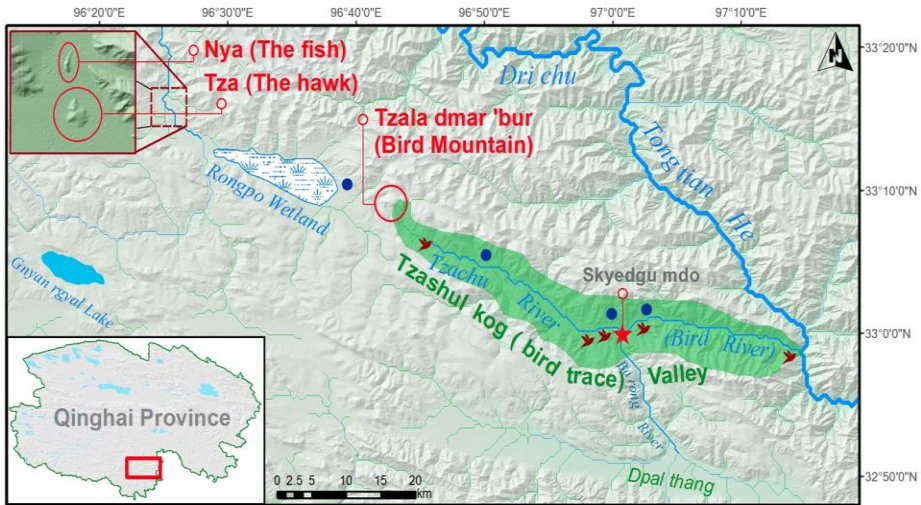 96°20'0"E
96°30'0"E
96°40'0"E
96°50'0"E
97°0'0"E
97°10'0"E
Nya (The fish)
Tza (The hawk)
Tzala dmar 'bur
(Bird Mountain)
Dri chu
Tong tian
He
N
33°20'0"N
33°10'0"N
33°0'0"N
32°50'0"N
Rongpo Wetland
Gnyan rgyal Lake
Tzachu
River
(Bird River)
Skyedgu mdo
Tzashul kog ( bird trace) Valley
Ba rong
River
Dpal thang
Qinghai Province
0 2.5 5 10 15 20
km